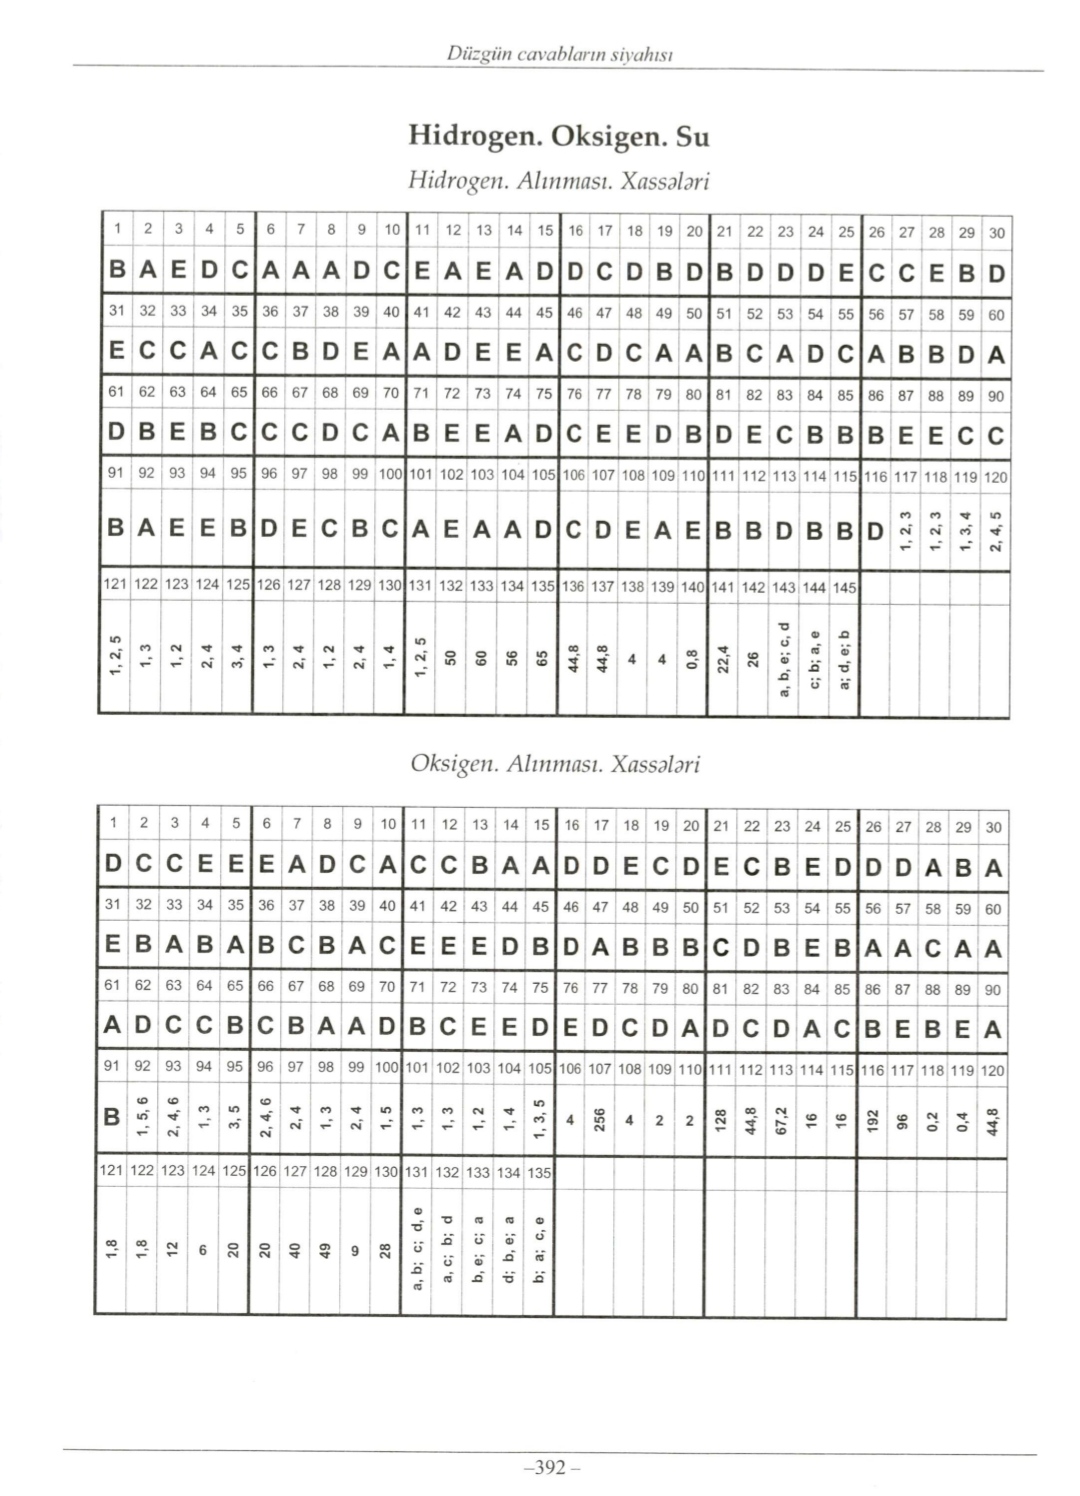 Düzgün cavabların siyahısı
Hidrogen. Oksigen. Su
Hidrogen. Alınması. Xassələri
1 2 3 4 5 6 7 8 9 10 11 12 13 14 15 16 17 18 19 20 21 22 23 24 25 26 27 28 29 30
B A E D C A A A D C E A E A D D C D B D B D D D E C C E B D
31 32 33 34 35 36 37 38 39 40 41 42 43 44 45 46 47 48 49 50 51 52 53 54 55 56 57 58 59 60
E C C A C C B D E A A D E E A C D C A A B C A D C A B B D A
61 62 63 64 65 66 67 68 69 70 71 72 73 74 75 76 77 78 79 80 81 82 83 84 85 86 87 88 89 90
D B E B C C C D C A B E E A D C E E D B D E C B B B E E C C
91 92 93 94 95 96 97 98 99 100 101 102 103 104 105 106 107 108 109 110 111 112 113 114 115 116 117 118 119 120
B A E E B D E C B C A E A A D C D E A E B B D B B D 1, 2, 3 1, 2, 3 1, 3, 4 2, 4, 5
121 122 123 124 125 126 127 128 129 130 131 132 133 134 135 136 137 138 139 140 141 142 143 144 145
1, 2, 5 1, 3 1, 2 2, 4 3, 4 1, 3 2, 4 1, 2 2, 4 1, 4 1, 2, 5 50 60 56 65 44,8 44,8 4 4 0,8 22,4 26 a, b, e; c, d c; b; a, e a; d, e; b
Oksigen. Alınması. Xassələri
1 2 3 4 5 6 7 8 9 10 11 12 13 14 15 16 17 18 19 20 21 22 23 24 25 26 27 28 29 30
D C C E E E A D C A C C B A A D D E C D E C B E D D D A B A
31 32 33 34 35 36 37 38 39 40 41 42 43 44 45 46 47 48 49 50 51 52 53 54 55 56 57 58 59 60
E B A B A B C B A C E E E D B D A B B B C D B E B A A C A A
61 62 63 64 65 66 67 68 69 70 71 72 73 74 75 76 77 78 79 80 81 82 83 84 85 86 87 88 89 90
A D C C B C B A A D B C E E D E D C D A D C D A C B E B E A
91 92 93 94 95 96 97 98 99 100 101 102 103 104 105 106 107 108 109 110 111 112 113 114 115 116 117 118 119 120
B 1, 5, 6 2, 4, 6 1, 3 3, 5 2, 4, 6 2, 4 1, 3 2, 4 1, 5 1, 3 1, 3 1, 2 1, 4 1, 3, 5 4 256 4 2 2 128 44,8 67,2 16 16 192 96 0,2 0,4 44,8
121 122 123 124 125 126 127 128 129 130 131 132 133 134 135
1,8 1,8 12 6 20 20 40 49 9 28 a, b; c; d, e a, c; b; d b, e; c; a d; b, e; a b; a; c, e
–392 –